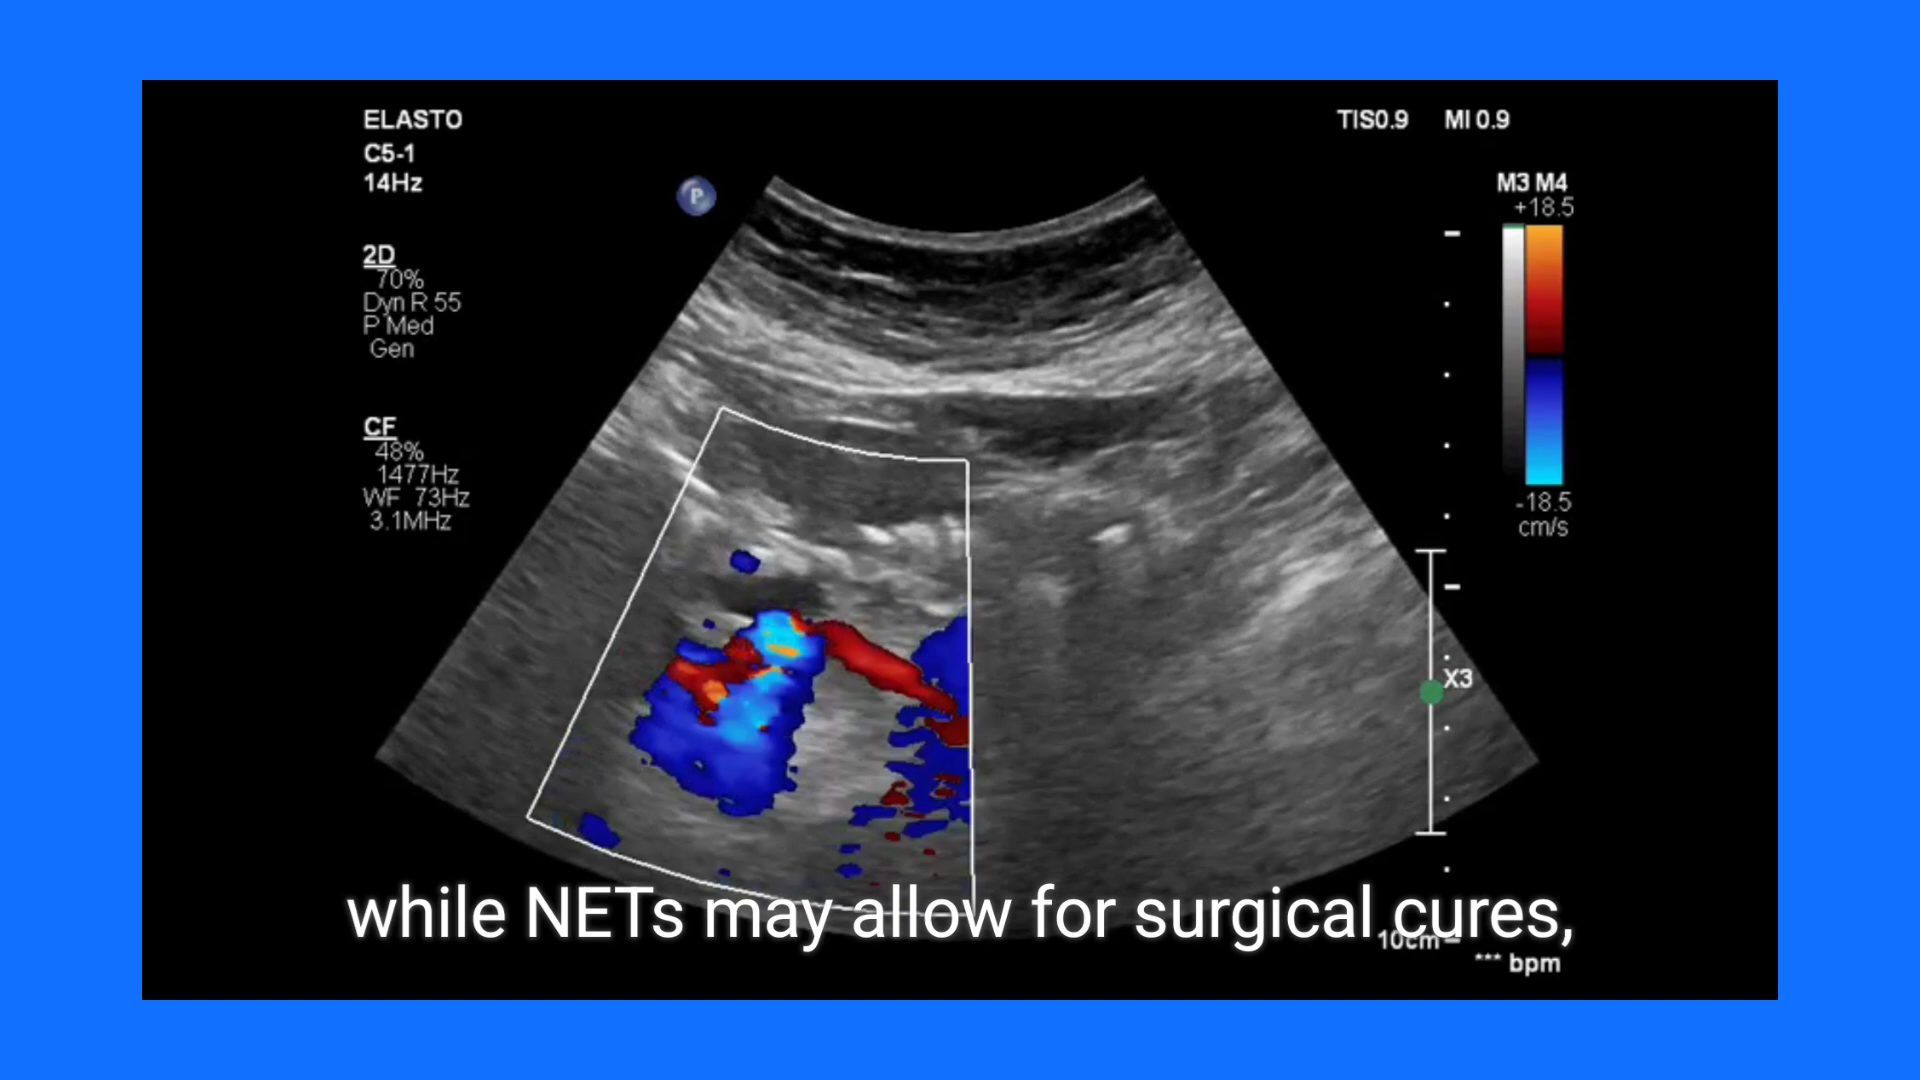 ELASTO
C5-1
14Hz
2D
70%
Dyn R 55
P Med
Gen
CF
48%
1477Hz
WF 73Hz
3.1MHz
P
TIS0.9 MI 0.9
M3 M4
+18.5
-18.5
cm/s
X3
while NETs may allow for surgical cures,
10cm
*** bpm